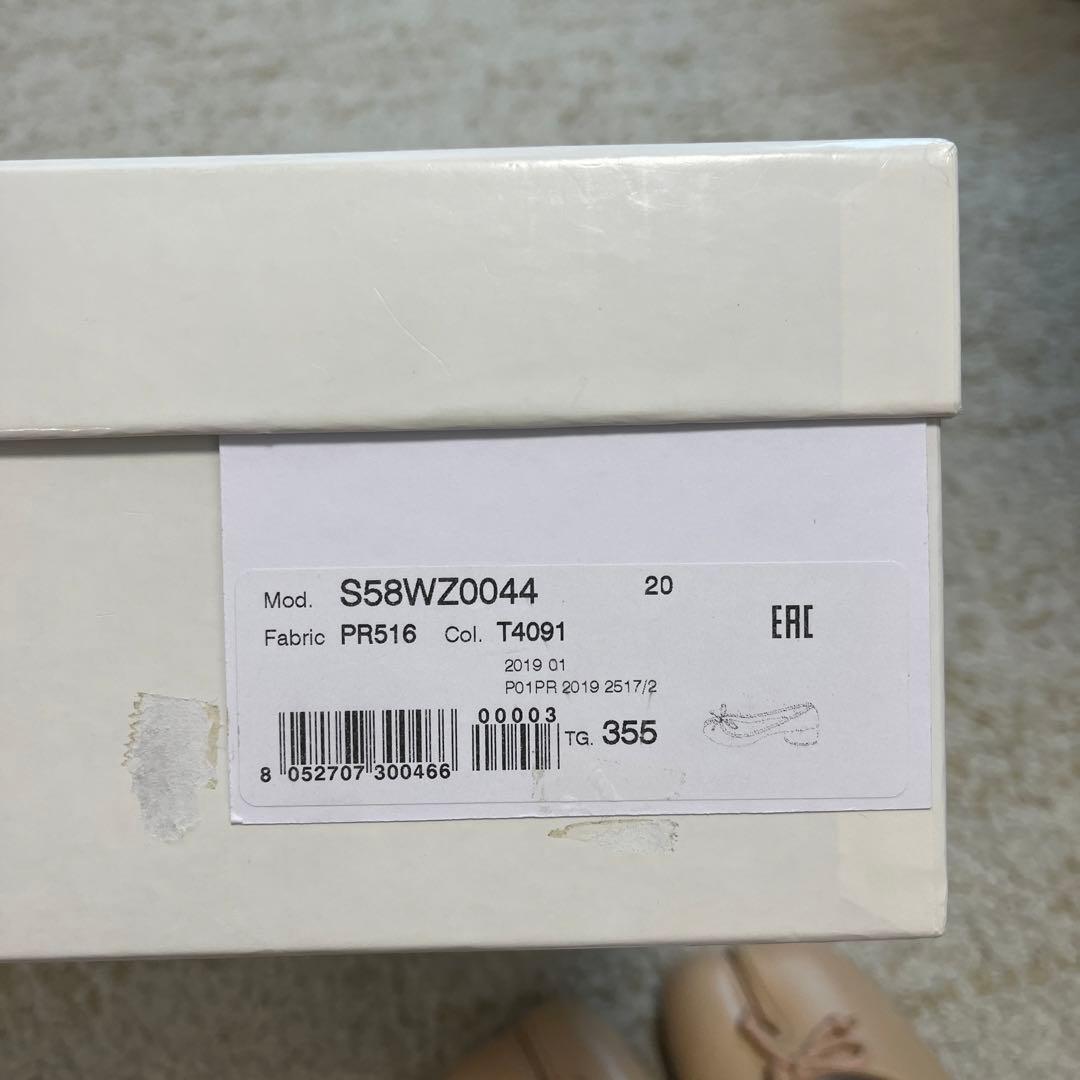 Mod. S58WZ0044 20
Fabric PR516 Col. T4091 EAC
2019 01
P01PR 2019 2517/2
00003
TG. 355
8 052707 300466